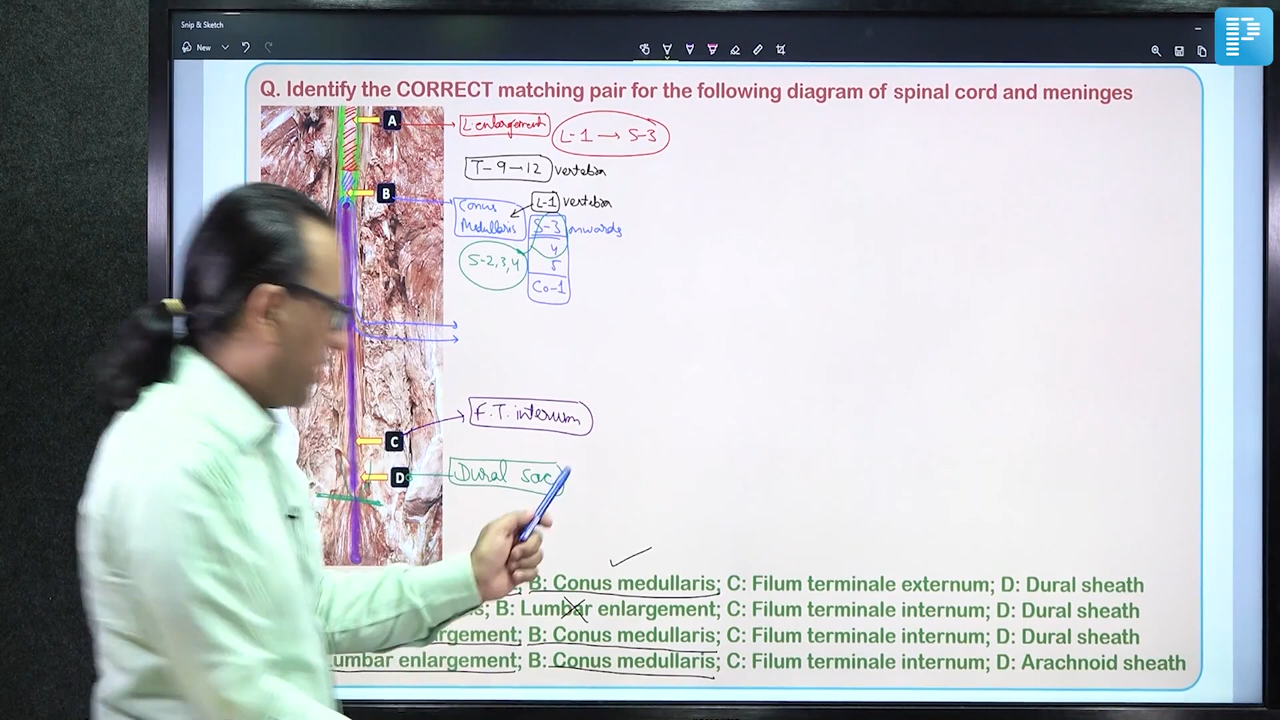 Snip & Sketch
New
Q. Identify the CORRECT matching pair for the following diagram of spinal cord and meninges
A
L enlargement
L-1 → S-3
T-9→12 vertebra
B
Conus
Medullaris
L-1 vertebra
S-3 onwards
4
5
S-2,3,4
Co-1
C
F.T. internum
D
Dural sac
B: Conus medullaris; C: Filum terminale externum; D: Dural sheath
s; B: Lumbar enlargement; C: Filum terminale internum; D: Dural sheath
argement; B: Conus medullaris; C: Filum terminale internum; D: Dural sheath
umbar enlargement; B: Conus medullaris; C: Filum terminale internum; D: Arachnoid sheath